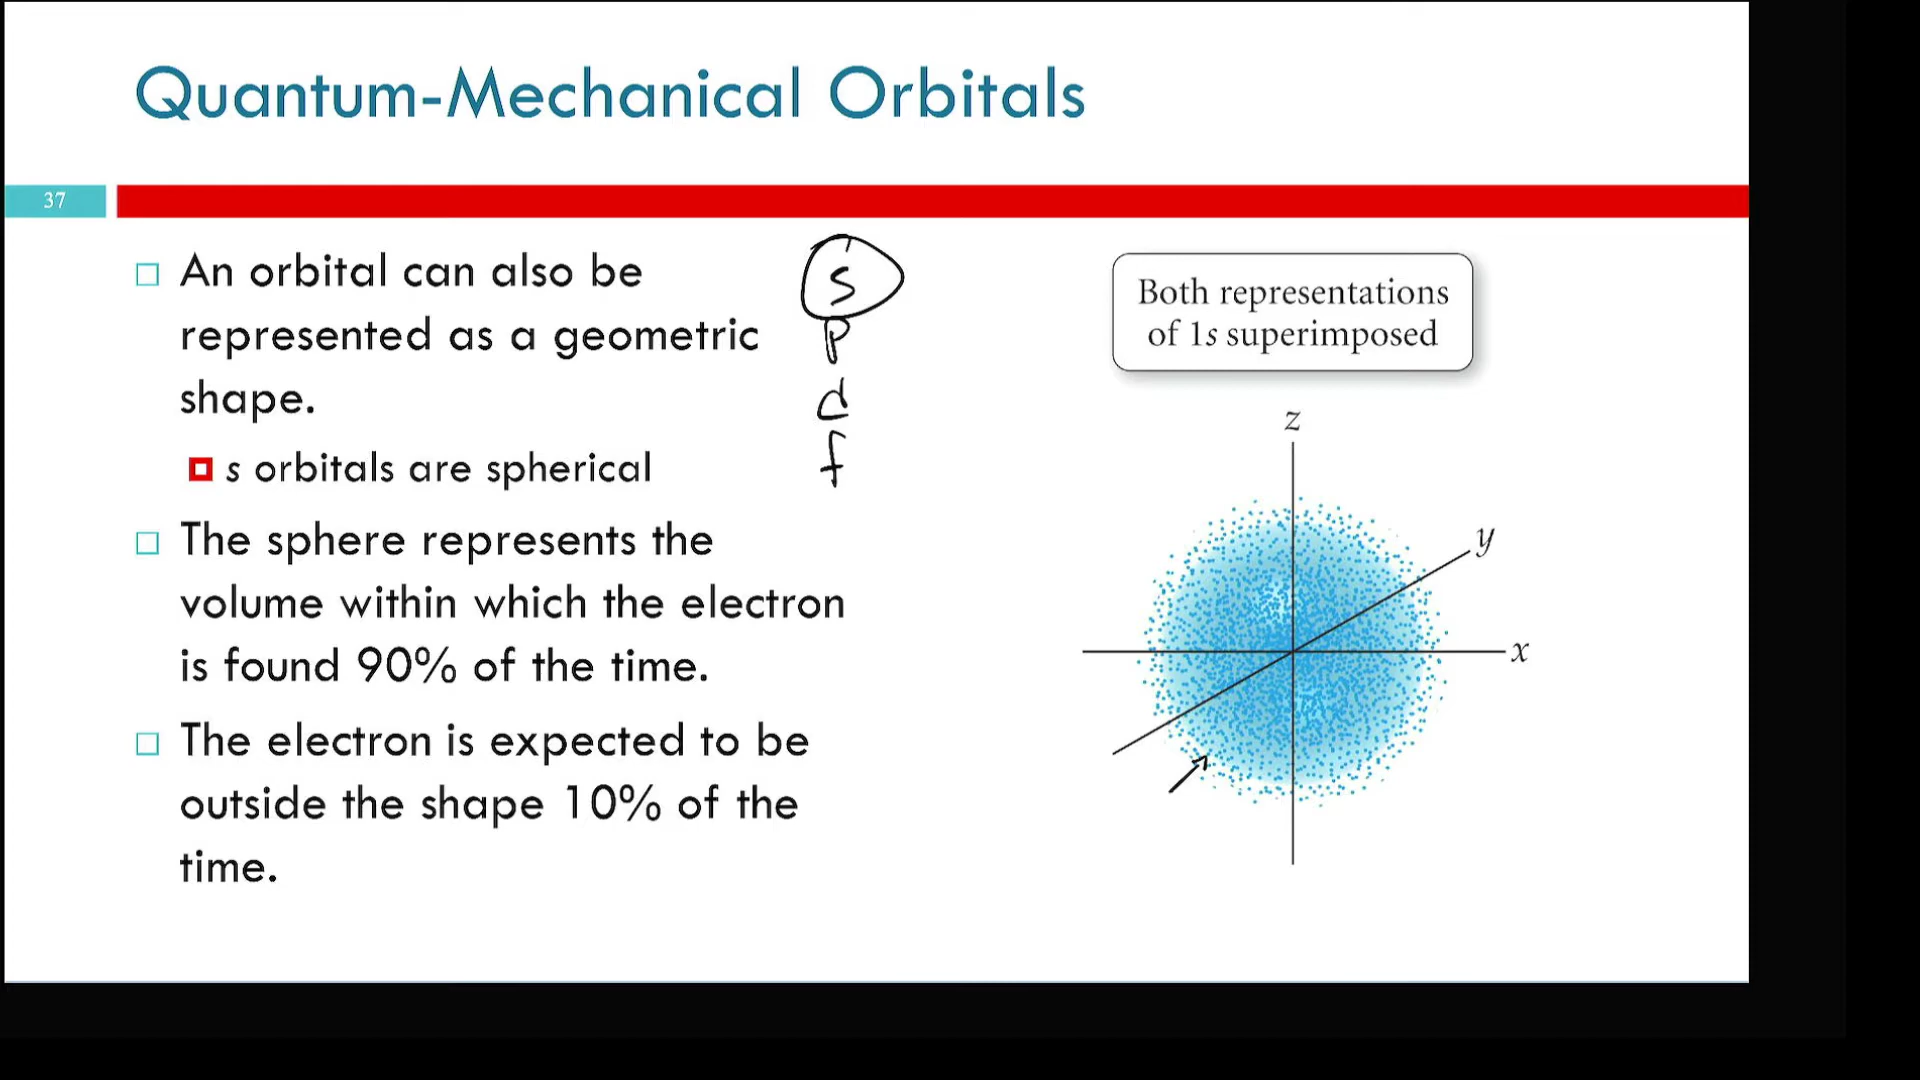 Quantum-Mechanical Orbitals
37
□ An orbital can also be
represented as a geometric
shape.
s orbitals are spherical
□ The sphere represents the
volume within which the electron
is found 90% of the time.
□ The electron is expected to be
outside the shape 10% of the
time.
s
p
d
f
Both representations
of 1s superimposed
z
y
x